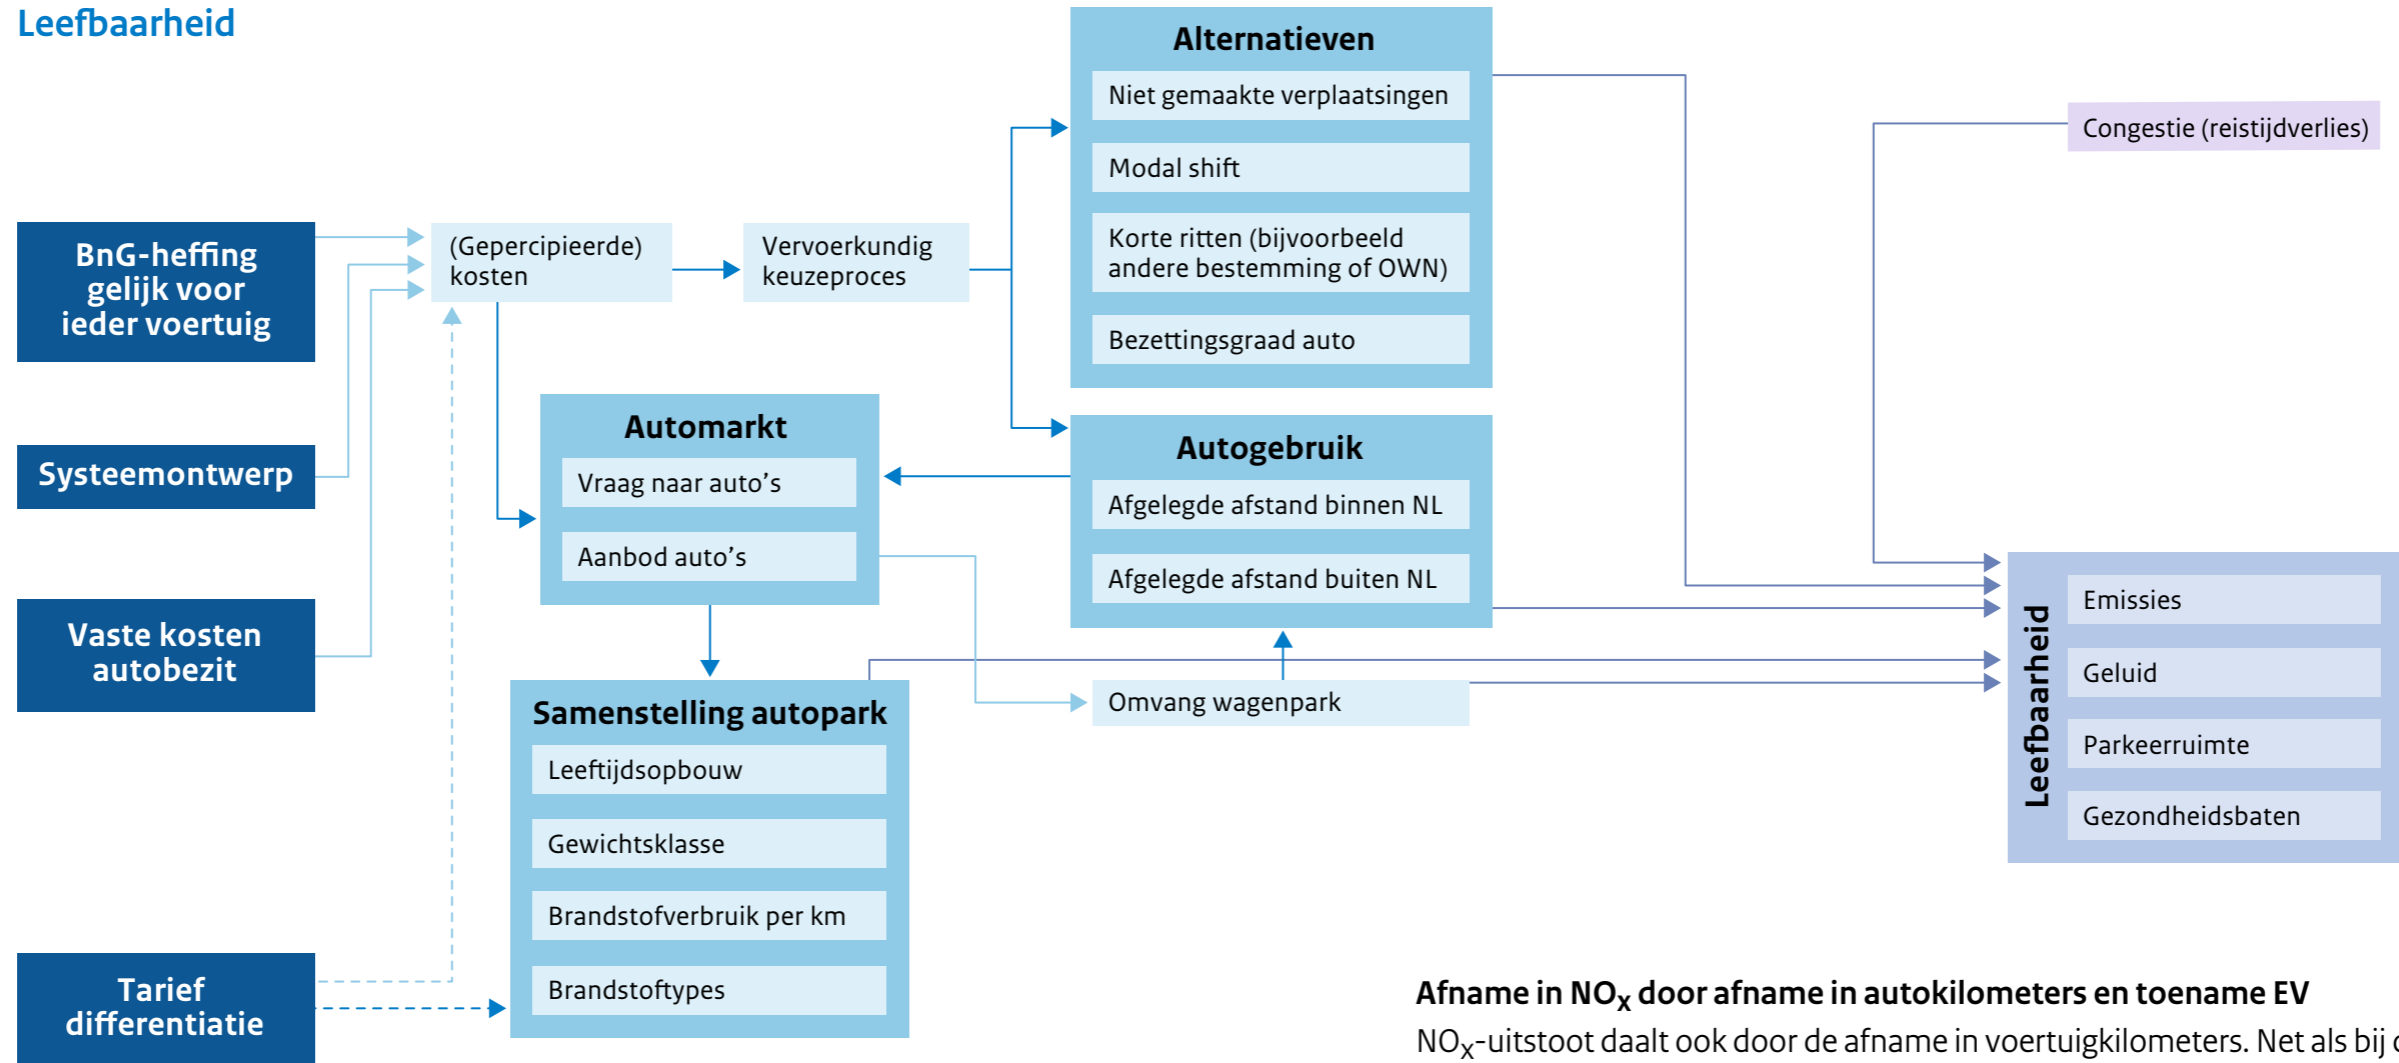 Leefbaarheid
BnG-heffing
gelijk voor
ieder voertuig
Systeemontwerp
Vaste kosten
autobezit
Tarief
differentiatie
(Gepercipieerde)
kosten
Vervoerkundig
keuzeproces
Alternatieven
Niet gemaakte verplaatsingen
Modal shift
Korte ritten (bijvoorbeeld
andere bestemming of OWN)
Bezettingsgraad auto
Automarkt
Vraag naar auto’s
Aanbod auto’s
Autogebruik
Afgelegde afstand binnen NL
Afgelegde afstand buiten NL
Samenstelling autopark
Leeftijdsopbouw
Gewichtsklasse
Brandstofverbruik per km
Brandstoftypes
Omvang wagenpark
Congestie (reistijdverlies)
Leefbaarheid
Emissies
Geluid
Parkeerruimte
Gezondheidsbaten
Afname in NOx door afname in autokilometers en toename EV
NOx-uitstoot daalt ook door de afname in voertuigkilometers. Net als bij